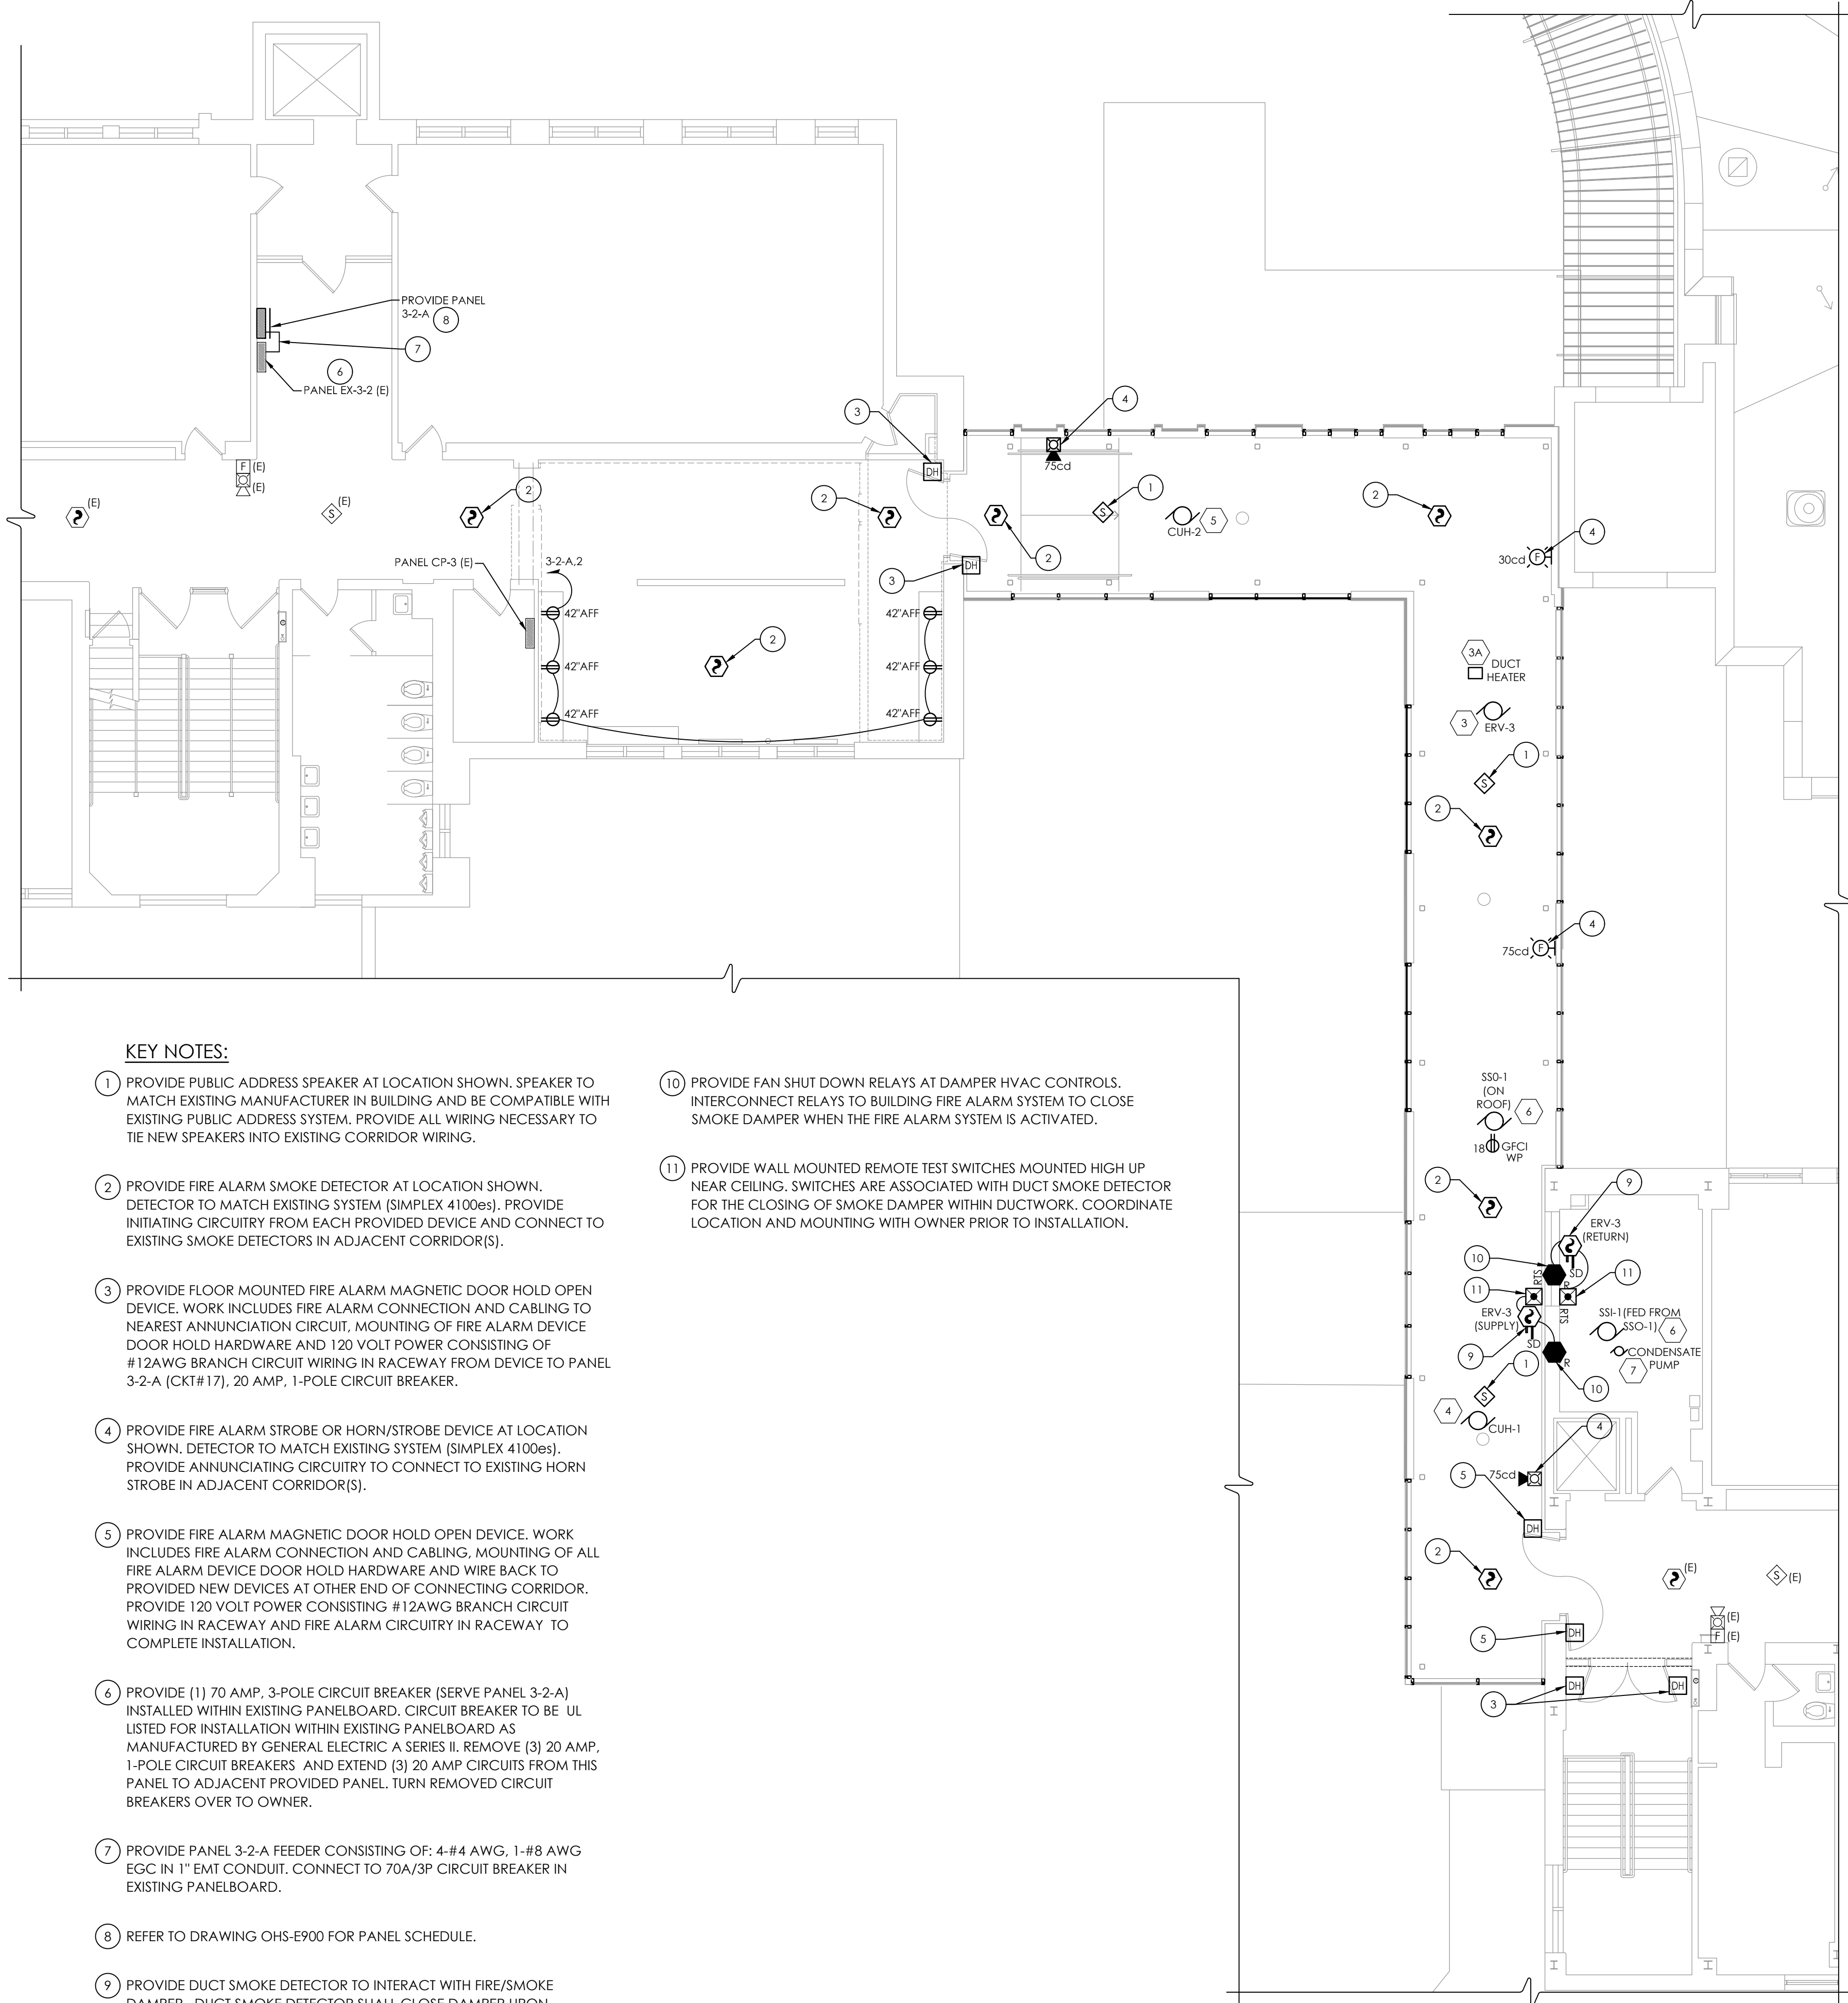 PROVIDE PANEL
3-2-A
8
7
6
PANEL EX-3-2 (E)
F (E)
(E)
(E)
S (E)
2
PANEL CP-3 (E)
3-2-A,2
42"AFF
42"AFF
42"AFF
42"AFF
42"AFF
42"AFF
2
2
3
DH
3
DH
4
75cd
2
1
S
CUH-2
5
2
4
30cd
F
3A
DUCT
HEATER
3
ERV-3
1
S
2
4
75cd
F
SS0-1
(ON
ROOF)
6
18
GFCI
WP
2
9
ERV-3
(RETURN)
10
RTS
SD
R
11
11
ERV-3
(SUPPLY)
RTS
SSI-1(FED FROM
SSO-1)
6
SD
9
R
CONDENSATE
PUMP
7
1
10
S
4
CUH-1
4
5
75cd
DH
2
(E)
S (E)
(E)
F (E)
5
DH
DH
DH
3
KEY NOTES:
1 PROVIDE PUBLIC ADDRESS SPEAKER AT LOCATION SHOWN. SPEAKER TO
MATCH EXISTING MANUFACTURER IN BUILDING AND BE COMPATIBLE WITH
EXISTING PUBLIC ADDRESS SYSTEM. PROVIDE ALL WIRING NECESSARY TO
TIE NEW SPEAKERS INTO EXISTING CORRIDOR WIRING.
2 PROVIDE FIRE ALARM SMOKE DETECTOR AT LOCATION SHOWN.
DETECTOR TO MATCH EXISTING SYSTEM (SIMPLEX 4100es). PROVIDE
INITIATING CIRCUITRY FROM EACH PROVIDED DEVICE AND CONNECT TO
EXISTING SMOKE DETECTORS IN ADJACENT CORRIDOR(S).
3 PROVIDE FLOOR MOUNTED FIRE ALARM MAGNETIC DOOR HOLD OPEN
DEVICE. WORK INCLUDES FIRE ALARM CONNECTION AND CABLING TO
NEAREST ANNUNCIATION CIRCUIT, MOUNTING OF FIRE ALARM DEVICE
DOOR HOLD HARDWARE AND 120 VOLT POWER CONSISTING OF
#12AWG BRANCH CIRCUIT WIRING IN RACEWAY FROM DEVICE TO PANEL
3-2-A (CKT#17), 20 AMP, 1-POLE CIRCUIT BREAKER.
4 PROVIDE FIRE ALARM STROBE OR HORN/STROBE DEVICE AT LOCATION
SHOWN. DETECTOR TO MATCH EXISTING SYSTEM (SIMPLEX 4100es).
PROVIDE ANNUNCIATING CIRCUITRY TO CONNECT TO EXISTING HORN
STROBE IN ADJACENT CORRIDOR(S).
5 PROVIDE FIRE ALARM MAGNETIC DOOR HOLD OPEN DEVICE. WORK
INCLUDES FIRE ALARM CONNECTION AND CABLING, MOUNTING OF ALL
FIRE ALARM DEVICE DOOR HOLD HARDWARE AND WIRE BACK TO
PROVIDED NEW DEVICES AT OTHER END OF CONNECTING CORRIDOR.
PROVIDE 120 VOLT POWER CONSISTING #12AWG BRANCH CIRCUIT
WIRING IN RACEWAY AND FIRE ALARM CIRCUITRY IN RACEWAY TO
COMPLETE INSTALLATION.
6 PROVIDE (1) 70 AMP, 3-POLE CIRCUIT BREAKER (SERVE PANEL 3-2-A)
INSTALLED WITHIN EXISTING PANELBOARD. CIRCUIT BREAKER TO BE UL
LISTED FOR INSTALLATION WITHIN EXISTING PANELBOARD AS
MANUFACTURED BY GENERAL ELECTRIC A SERIES II. REMOVE (3) 20 AMP,
1-POLE CIRCUIT BREAKERS AND EXTEND (3) 20 AMP CIRCUITS FROM THIS
PANEL TO ADJACENT PROVIDED PANEL. TURN REMOVED CIRCUIT
BREAKERS OVER TO OWNER.
7 PROVIDE PANEL 3-2-A FEEDER CONSISTING OF: 4-#4 AWG, 1-#8 AWG
EGC IN 1" EMT CONDUIT. CONNECT TO 70A/3P CIRCUIT BREAKER IN
EXISTING PANELBOARD.
8 REFER TO DRAWING OHS-E900 FOR PANEL SCHEDULE.
9 PROVIDE DUCT SMOKE DETECTOR TO INTERACT WITH FIRE/SMOKE
DAMPER. DUCT SMOKE DETECTOR SHALL CLOSE DAMPER UPON
10 PROVIDE FAN SHUT DOWN RELAYS AT DAMPER HVAC CONTROLS.
INTERCONNECT RELAYS TO BUILDING FIRE ALARM SYSTEM TO CLOSE
SMOKE DAMPER WHEN THE FIRE ALARM SYSTEM IS ACTIVATED.
11 PROVIDE WALL MOUNTED REMOTE TEST SWITCHES MOUNTED HIGH UP
NEAR CEILING. SWITCHES ARE ASSOCIATED WITH DUCT SMOKE DETECTOR
FOR THE CLOSING OF SMOKE DAMPER WITHIN DUCTWORK. COORDINATE
LOCATION AND MOUNTING WITH OWNER PRIOR TO INSTALLATION.